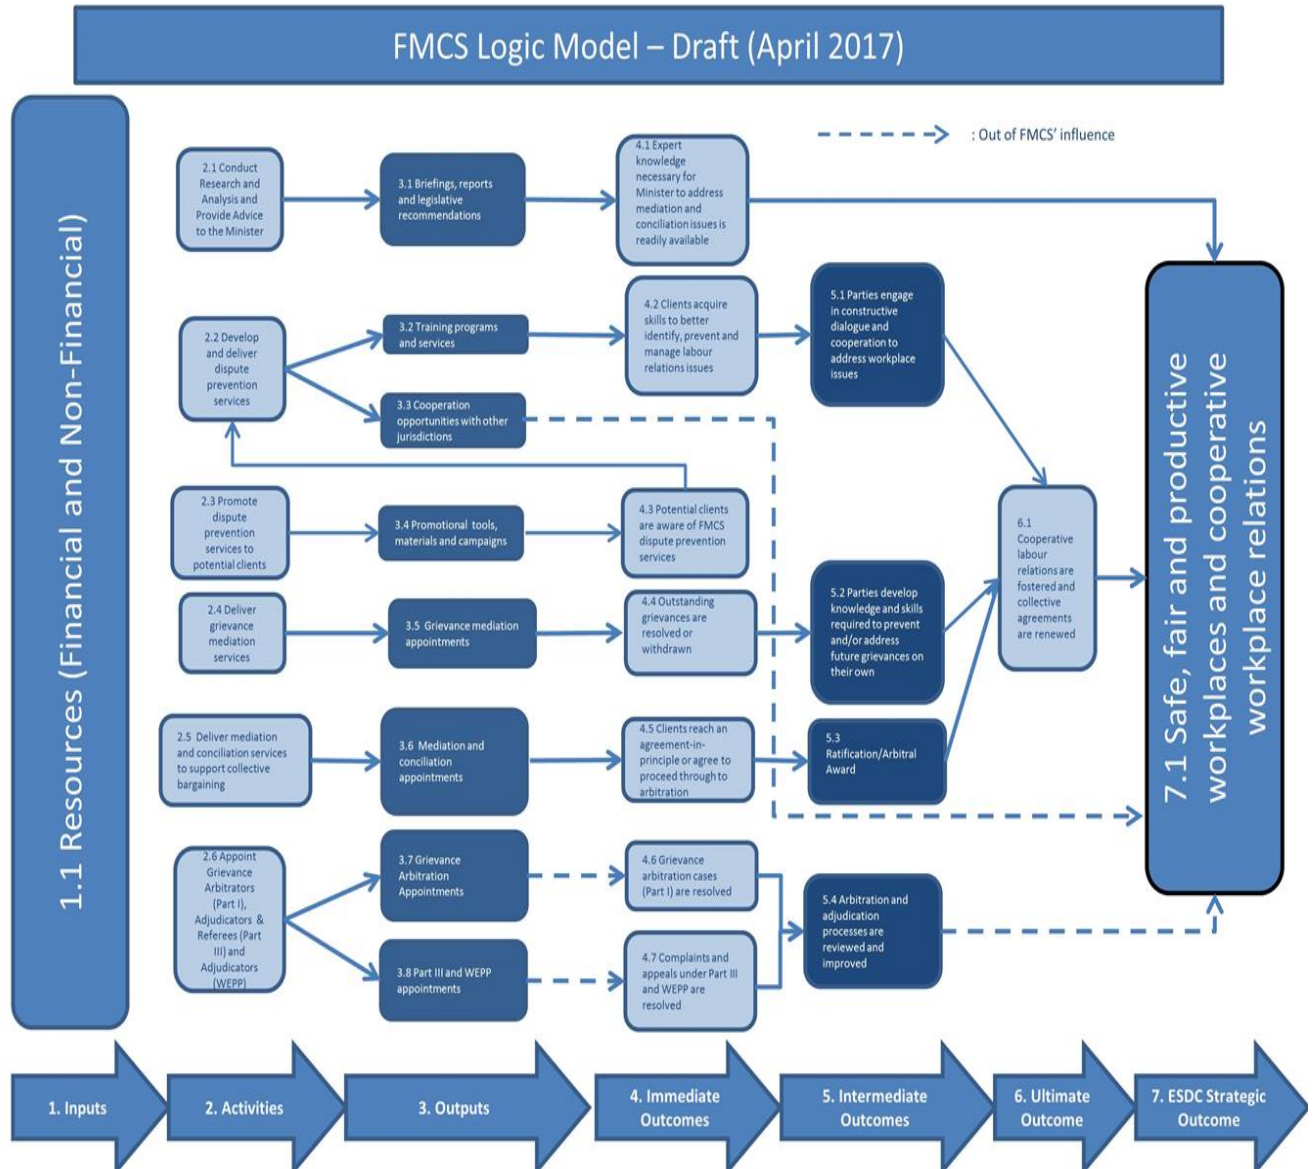 FMCS Logic Model – Draft (April 2017)
: Out of FMCS' influence
1.1 Resources (Financial and Non-Financial)
2.1 Conduct
Research and
Analysis and
Provide Advice
to the Minister
3.1 Briefings, reports
and legislative
recommendations
4.1 Expert
knowledge
necessary for
Minister to address
mediation and
conciliation issues is
readily available
2.2 Develop
and deliver
dispute
prevention
services
3.2 Training programs
and services
4.2 Clients acquire
skills to better
identify, prevent and
manage labour
relations issues
5.1 Parties engage
in constructive
dialogue and
cooperation to
address workplace
issues
3.3 Cooperation
opportunities with other
jurisdictions
2.3 Promote
dispute
prevention
services to
potential clients
3.4 Promotional tools,
materials and campaigns
4.3 Potential clients
are aware of FMCS
dispute prevention
services
2.4 Deliver
grievance
mediation
services
3.5 Grievance mediation
appointments
4.4 Outstanding
grievances are
resolved or
withdrawn
5.2 Parties develop
knowledge and skills
required to prevent
and/or address
future grievances on
their own
6.1
Cooperative
labour
relations are
fostered and
collective
agreements
are renewed
2.5 Deliver mediation
and conciliation services
to support collective
bargaining
3.6 Mediation and
conciliation
appointments
4.5 Clients reach an
agreement-in-
principle or agree to
proceed through to
arbitration
5.3
Ratification/Arbitral
Award
2.6 Appoint
Grievance
Arbitrators
(Part I),
Adjudicators &
Referees (Part
III) and
Adjudicators
(WEPP)
3.7 Grievance
Arbitration
Appointments
4.6 Grievance
arbitration cases
(Part I) are resolved
3.8 Part III and WEPP
appointments
4.7 Complaints and
appeals under Part III
and WEPP are
resolved
5.4 Arbitration and
adjudication
processes are
reviewed and
improved
7.1 Safe, fair and productive
workplaces and cooperative
workplace relations
1. Inputs
2. Activities
3. Outputs
4. Immediate
Outcomes
5. Intermediate
Outcomes
6. Ultimate
Outcome
7. ESDC Strategic
Outcome